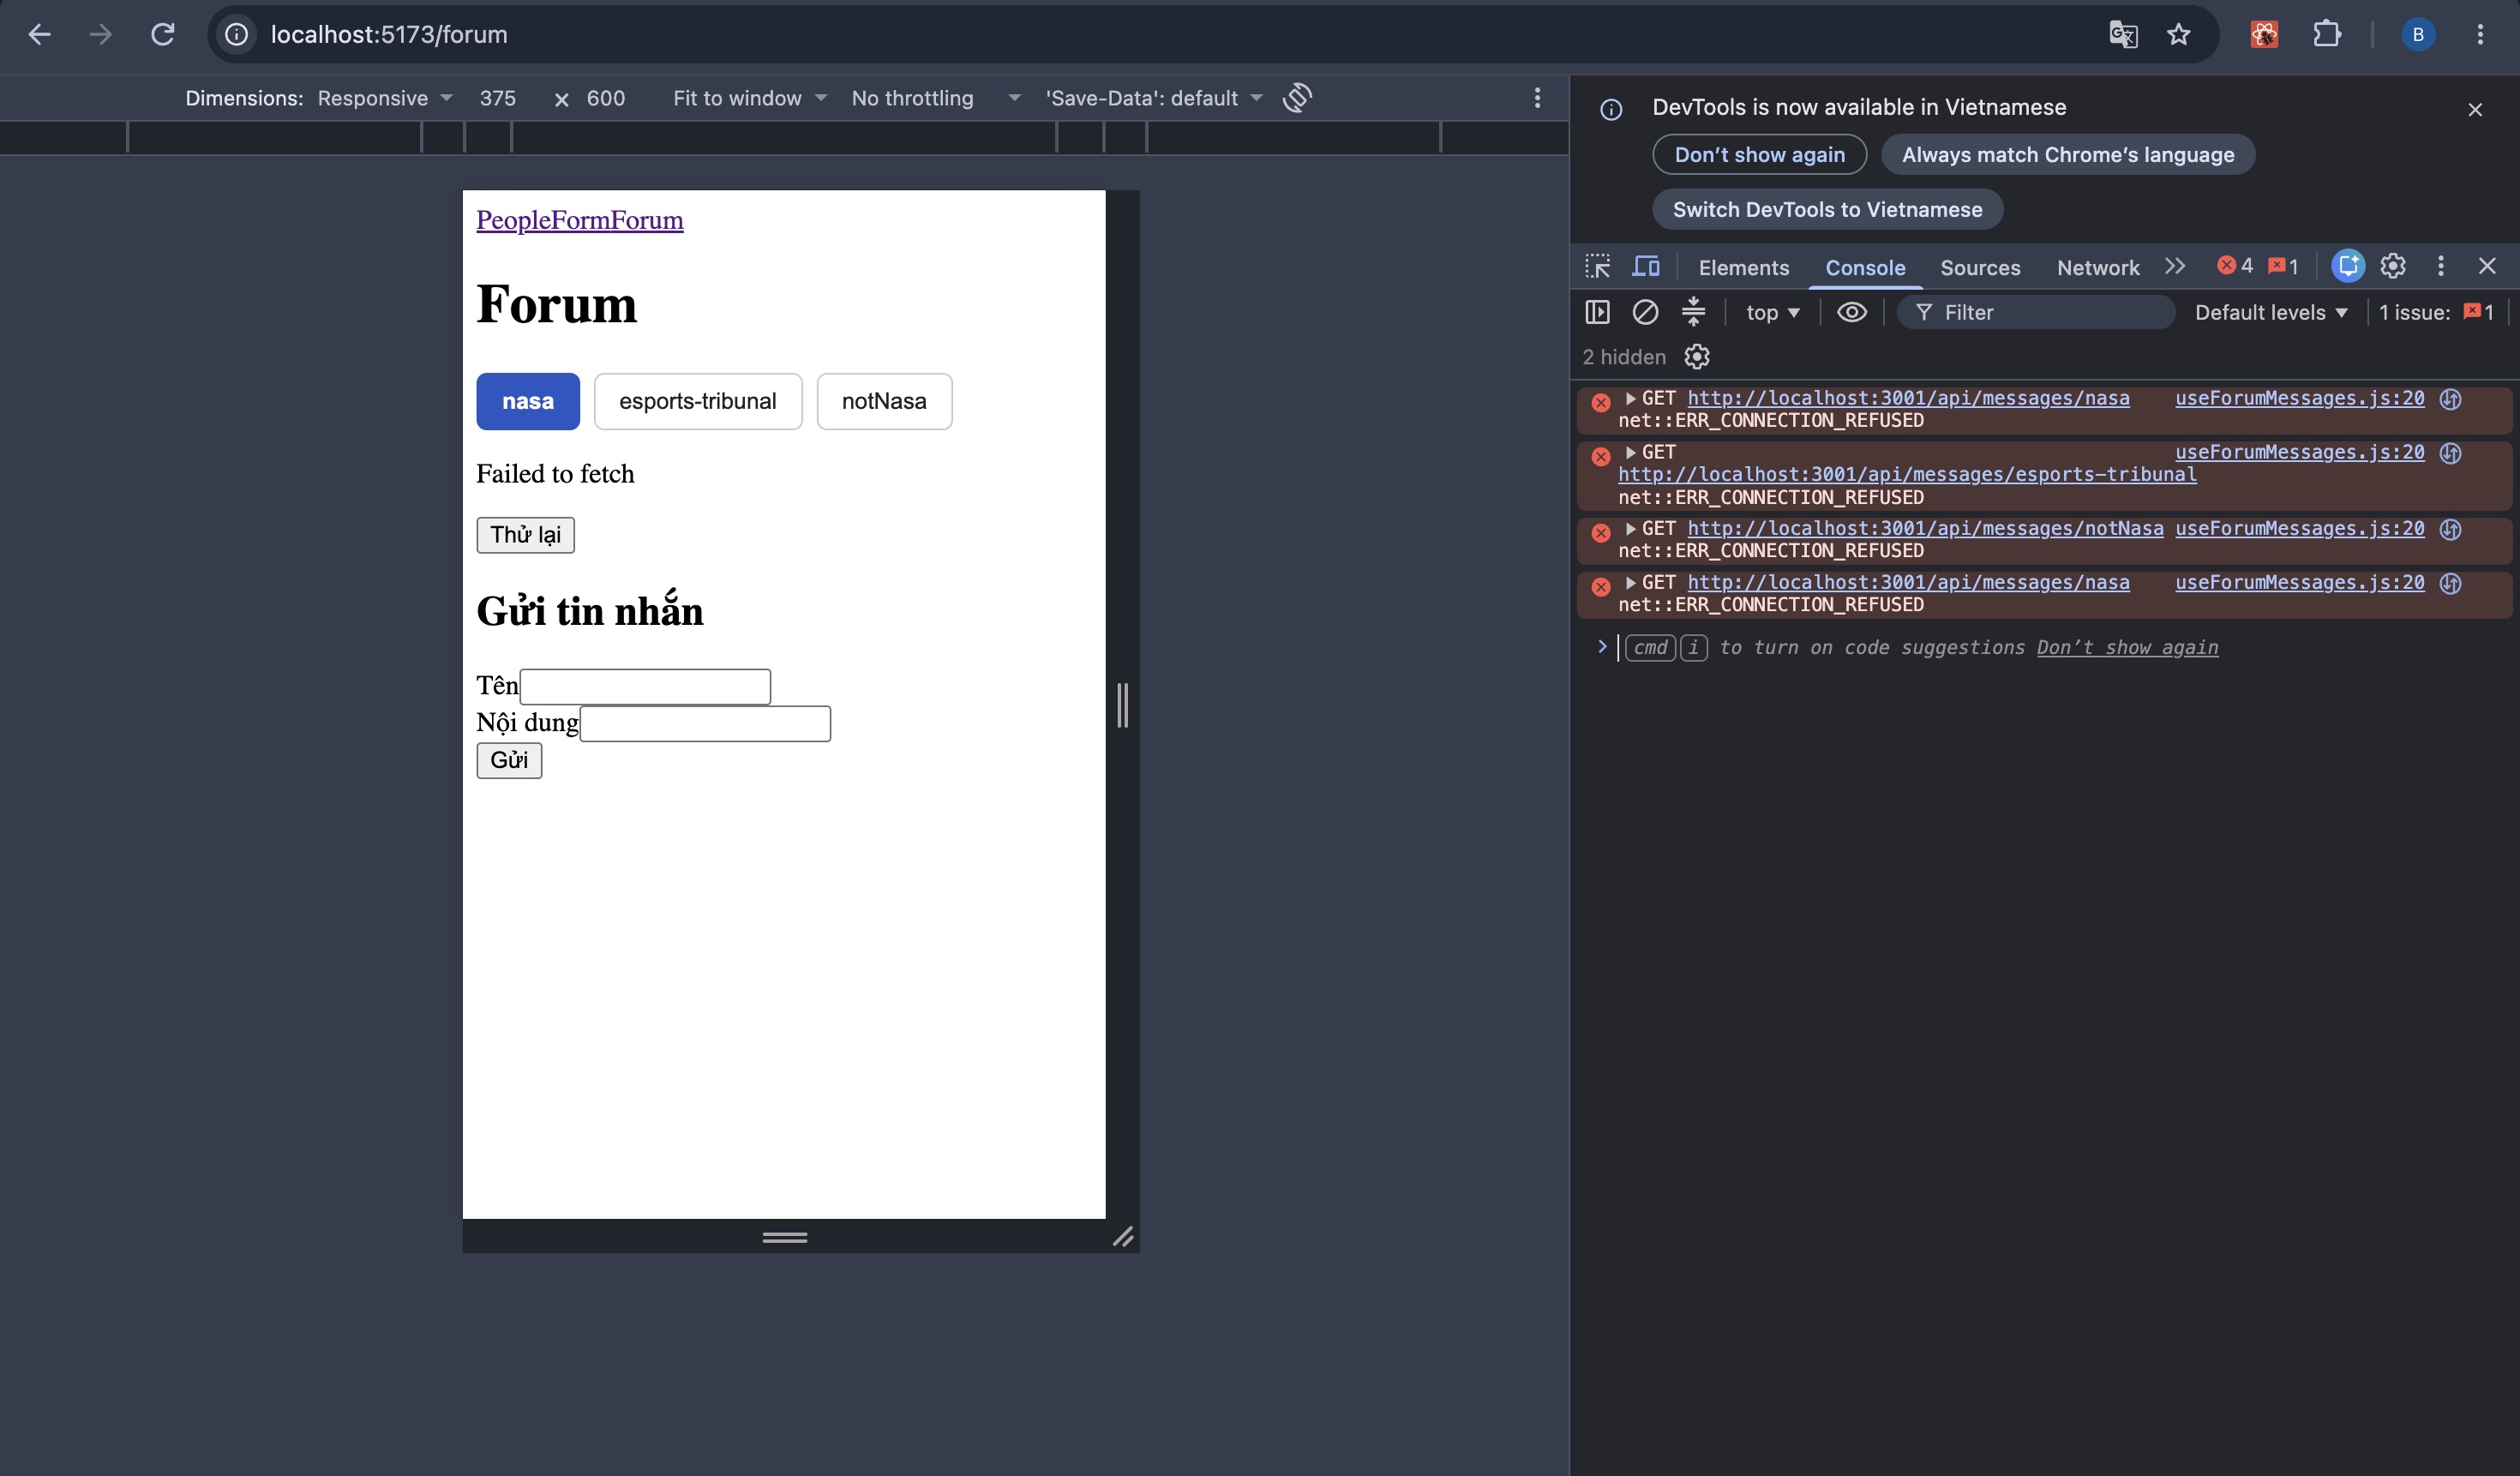 localhost:5173/forum
B
Dimensions: Responsive 375 x 600 Fit to window No throttling 'Save-Data': default
PeopleFormForum
Forum
nasa esports-tribunal notNasa
Failed to fetch
Thử lại
Gửi tin nhắn
Tên
Nội dung
Gửi
DevTools is now available in Vietnamese
Don’t show again Always match Chrome’s language
Switch DevTools to Vietnamese
Elements Console Sources Network 4 1
top Filter Default levels 1 issue: 1
2 hidden
GET http://localhost:3001/api/messages/nasa useForumMessages.js:20
net::ERR_CONNECTION_REFUSED
GET useForumMessages.js:20
http://localhost:3001/api/messages/esports-tribunal
net::ERR_CONNECTION_REFUSED
GET http://localhost:3001/api/messages/notNasa useForumMessages.js:20
net::ERR_CONNECTION_REFUSED
GET http://localhost:3001/api/messages/nasa useForumMessages.js:20
net::ERR_CONNECTION_REFUSED
cmd i to turn on code suggestions Don’t show again